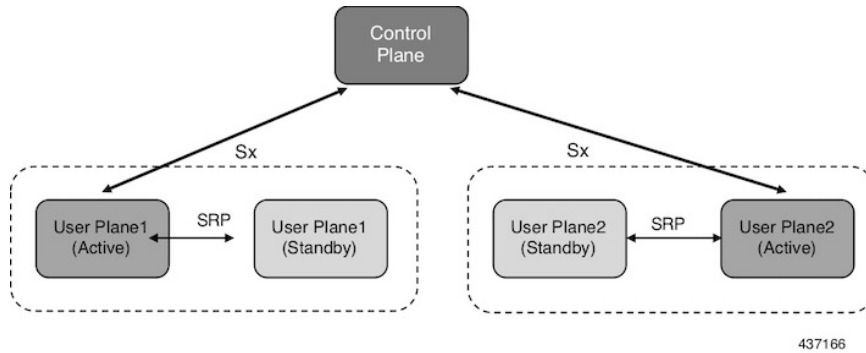 Control
Plane
Sx
Sx
User Plane1
(Active)
SRP
User Plane1
(Standby)
User Plane2
(Standby)
SRP
User Plane2
(Active)
437166